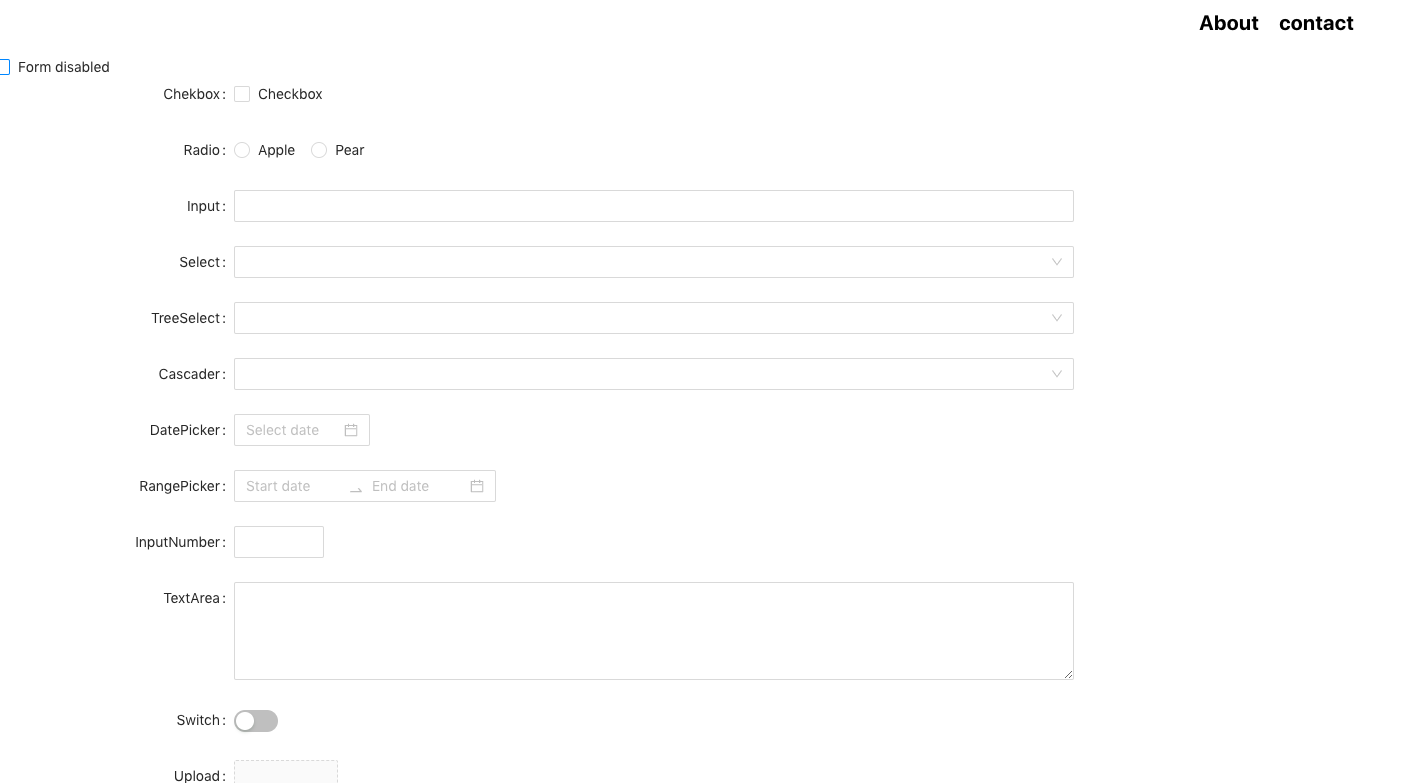 About contact
Form disabled
Chekbox: Checkbox
Radio: Apple Pear
Input:
Select:
TreeSelect:
Cascader:
DatePicker: Select date
RangePicker: Start date End date
InputNumber:
TextArea:
Switch:
Upload: